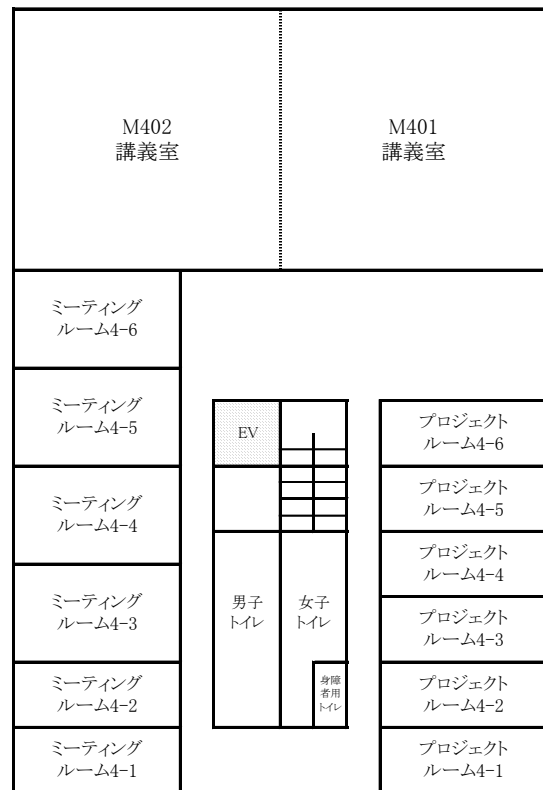 M402
講義室
M401
講義室
ミーティング
ルーム4-6
ミーティング
ルーム4-5
EV
プロジェクト
ルーム4-6
ミーティング
ルーム4-4
プロジェクト
ルーム4-5
プロジェクト
ルーム4-4
ミーティング
ルーム4-3
男子
トイレ
女子
トイレ
プロジェクト
ルーム4-3
ミーティング
ルーム4-2
身障
者用
トイレ
プロジェクト
ルーム4-2
ミーティング
ルーム4-1
プロジェクト
ルーム4-1